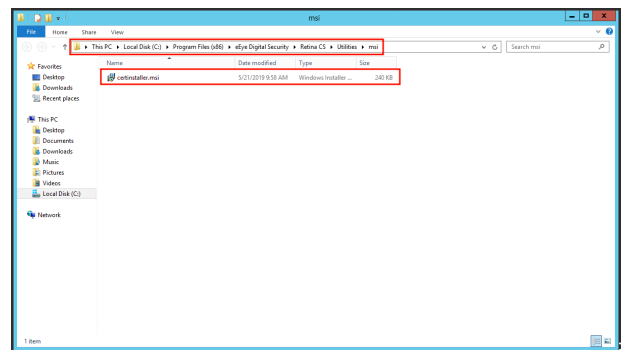 msi
File Home Share View
This PC Local Disk (C:) Program Files (x86) eEye Digital Security Retina CS Utilities msi Search msi
Name Date modified Type Size
certinstaller.msi 5/21/2019 9:58 AM Windows Installer ... 240 KB
Favorites
Desktop
Downloads
Recent places
This PC
Desktop
Documents
Downloads
Music
Pictures
Videos
Local Disk (C:)
Network
1 item